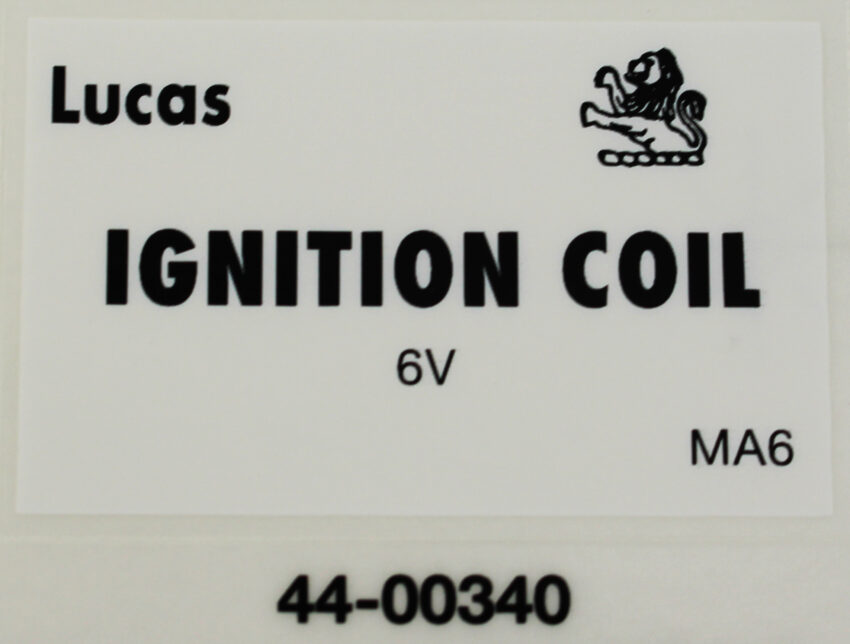 Lucas
IGNITION COIL
6V
MA6
44-00340